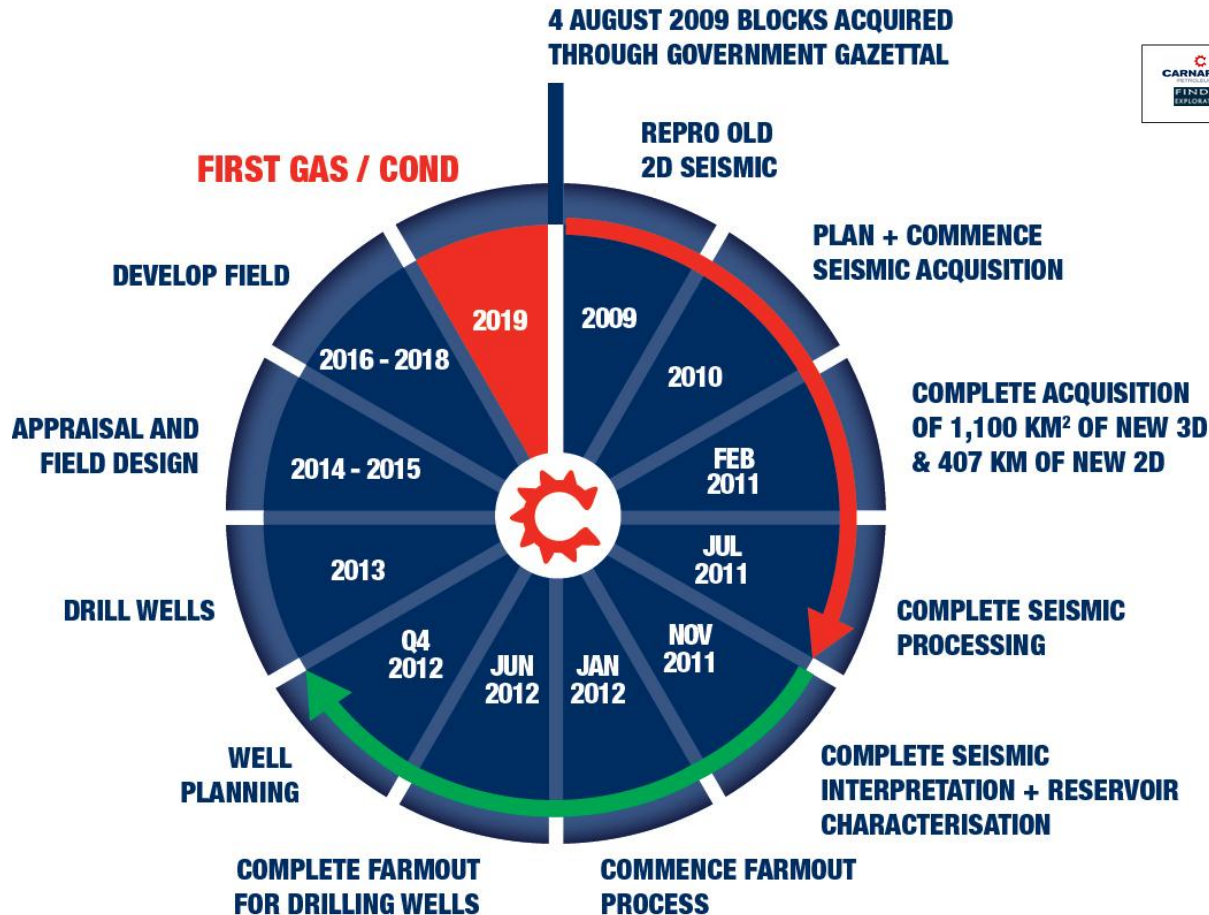 4 AUGUST 2009 BLOCKS ACQUIRED
THROUGH GOVERNMENT GAZETTAL
REPRO OLD
2D SEISMIC
PLAN + COMMENCE
SEISMIC ACQUISITION
COMPLETE ACQUISITION
OF 1,100 KM² OF NEW 3D
& 407 KM OF NEW 2D
COMPLETE SEISMIC
PROCESSING
COMPLETE SEISMIC
INTERPRETATION + RESERVOIR
CHARACTERISATION
COMMENCE FARMOUT
PROCESS
COMPLETE FARMOUT
FOR DRILLING WELLS
WELL
PLANNING
DRILL WELLS
APPRAISAL AND
FIELD DESIGN
DEVELOP FIELD
FIRST GAS / COND
2009
2010
FEB
2011
JUL
2011
NOV
2011
JAN
2012
JUN
2012
Q4
2012
2013
2014 - 2015
2016 - 2018
2019